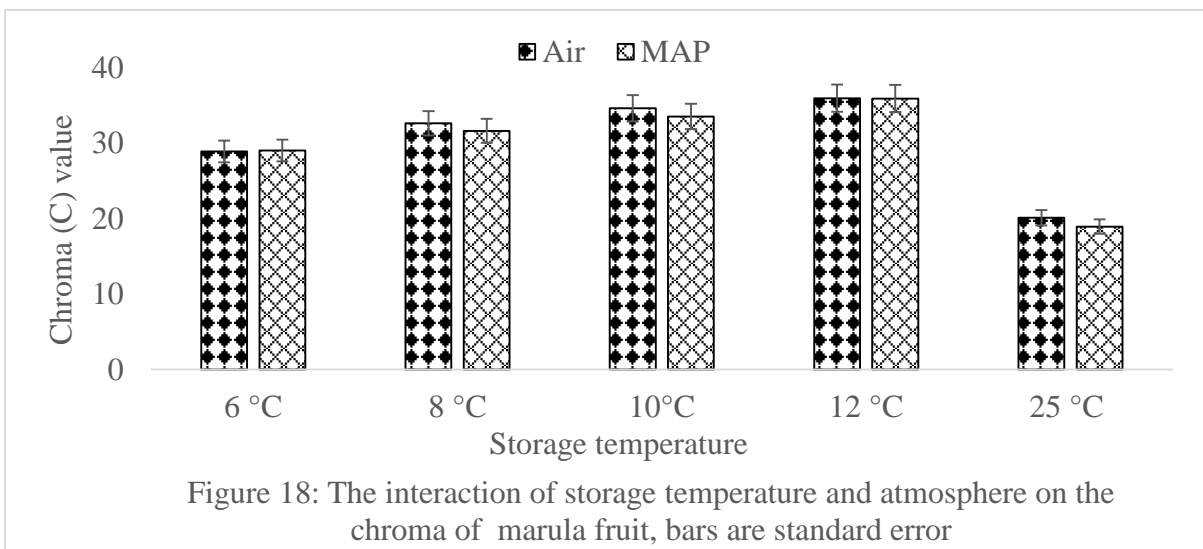 Air MAP
40
30
20
10
0
Chroma (C) value
6 °C 8 °C 10°C 12 °C 25 °C
Storage temperature
Figure 18: The interaction of storage temperature and atmosphere on the
chroma of marula fruit, bars are standard error